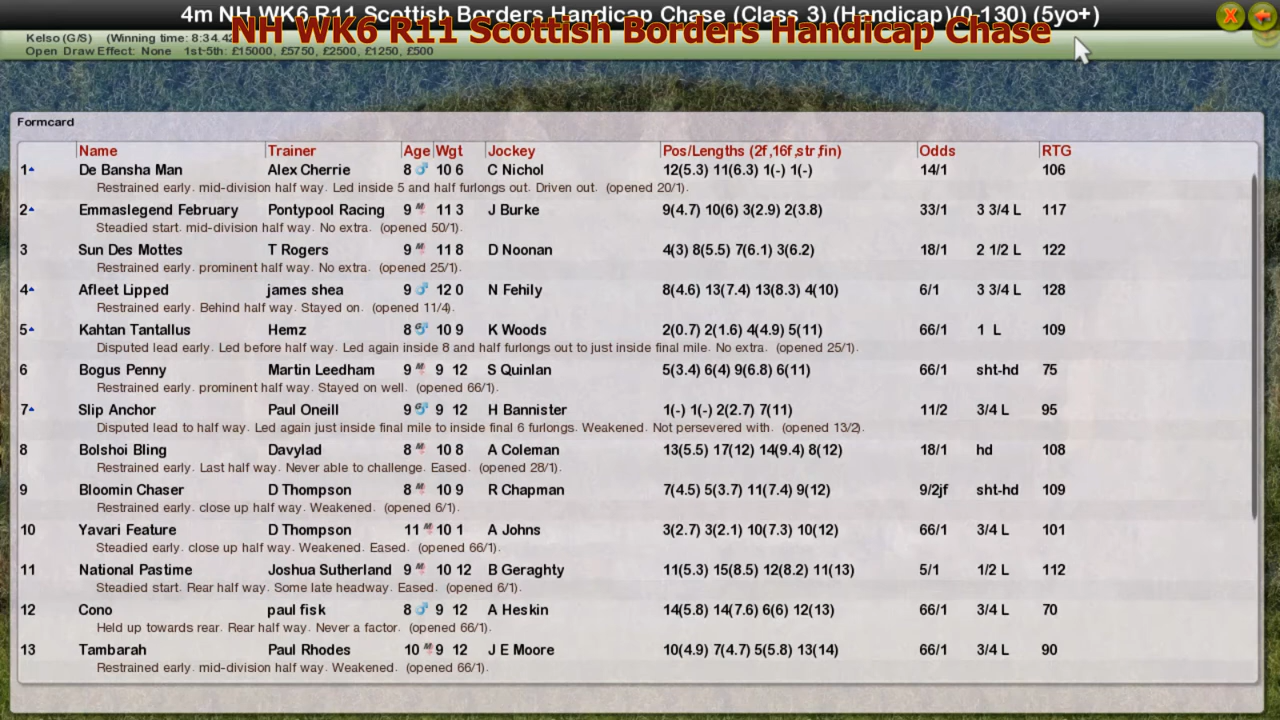 4m NH WK6 R11 Scottish Borders Handicap Chase (Class 3) (Handicap)(0-130) (5yo+)
NH WK6 R11 Scottish Borders Handicap Chase
Kelso (G/S) (Winning time: 8:34.42
Open Draw Effect: None 1st-5th: £15000, £5750, £2500, £1250, £500
Formcard
Name Trainer Age Wgt Jockey Pos/Lengths (2f,16f,str,fin) Odds RTG
1 De Bansha Man Alex Cherrie 8 10 6 C Nichol 12(5.3) 11(6.3) 1(-) 1(-) 14/1 106
Restrained early. mid-division half way. Led inside 5 and half furlongs out. Driven out. (opened 20/1).
2 Emmaslegend February Pontypool Racing 9 11 3 J Burke 9(4.7) 10(6) 3(2.9) 2(3.8) 33/1 3 3/4 L 117
Steadied start. mid-division half way. No extra. (opened 50/1).
3 Sun Des Mottes T Rogers 9 11 8 D Noonan 4(3) 8(5.5) 7(6.1) 3(6.2) 18/1 2 1/2 L 122
Restrained early. prominent half way. No extra. (opened 25/1).
4 Afleet Lipped james shea 9 12 0 N Fehily 8(4.6) 13(7.4) 13(8.3) 4(10) 6/1 3 3/4 L 128
Restrained early. Behind half way. Stayed on. (opened 11/4).
5 Kahtan Tantallus Hemz 8 10 9 K Woods 2(0.7) 2(1.6) 4(4.9) 5(11) 66/1 1 L 109
Disputed lead early. Led before half way. Led again inside 8 and half furlongs out to just inside final mile. No extra. (opened 25/1).
6 Bogus Penny Martin Leedham 9 9 12 S Quinlan 5(3.4) 6(4) 9(6.8) 6(11) 66/1 sht-hd 75
Restrained early. prominent half way. Stayed on well. (opened 66/1).
7 Slip Anchor Paul Oneill 9 9 12 H Bannister 1(-) 1(-) 2(2.7) 7(11) 11/2 3/4 L 95
Disputed lead to half way. Led again just inside final mile to inside final 6 furlongs. Weakened. Not persevered with. (opened 13/2).
8 Bolshoi Bling Davylad 8 10 8 A Coleman 13(5.5) 17(12) 14(9.4) 8(12) 18/1 hd 108
Restrained early. Last half way. Never able to challenge. Eased. (opened 28/1).
9 Bloomin Chaser D Thompson 8 10 9 R Chapman 7(4.5) 5(3.7) 11(7.4) 9(12) 9/2jf sht-hd 109
Restrained early. close up half way. Weakened. (opened 6/1).
10 Yavari Feature D Thompson 11 10 1 A Johns 3(2.7) 3(2.1) 10(7.3) 10(12) 66/1 3/4 L 101
Steadied early. close up half way. Weakened. Eased. (opened 66/1).
11 National Pastime Joshua Sutherland 9 10 12 B Geraghty 11(5.3) 15(8.5) 12(8.2) 11(13) 5/1 1/2 L 112
Steadied start. Rear half way. Some late headway. Eased. (opened 6/1).
12 Cono paul fisk 8 9 12 A Heskin 14(5.8) 14(7.6) 6(6) 12(13) 66/1 3/4 L 70
Held up towards rear. Rear half way. Never a factor. (opened 66/1).
13 Tambarah Paul Rhodes 10 9 12 J E Moore 10(4.9) 7(4.7) 5(5.8) 13(14) 66/1 3/4 L 90
Restrained early. mid-division half way. Weakened. (opened 66/1).